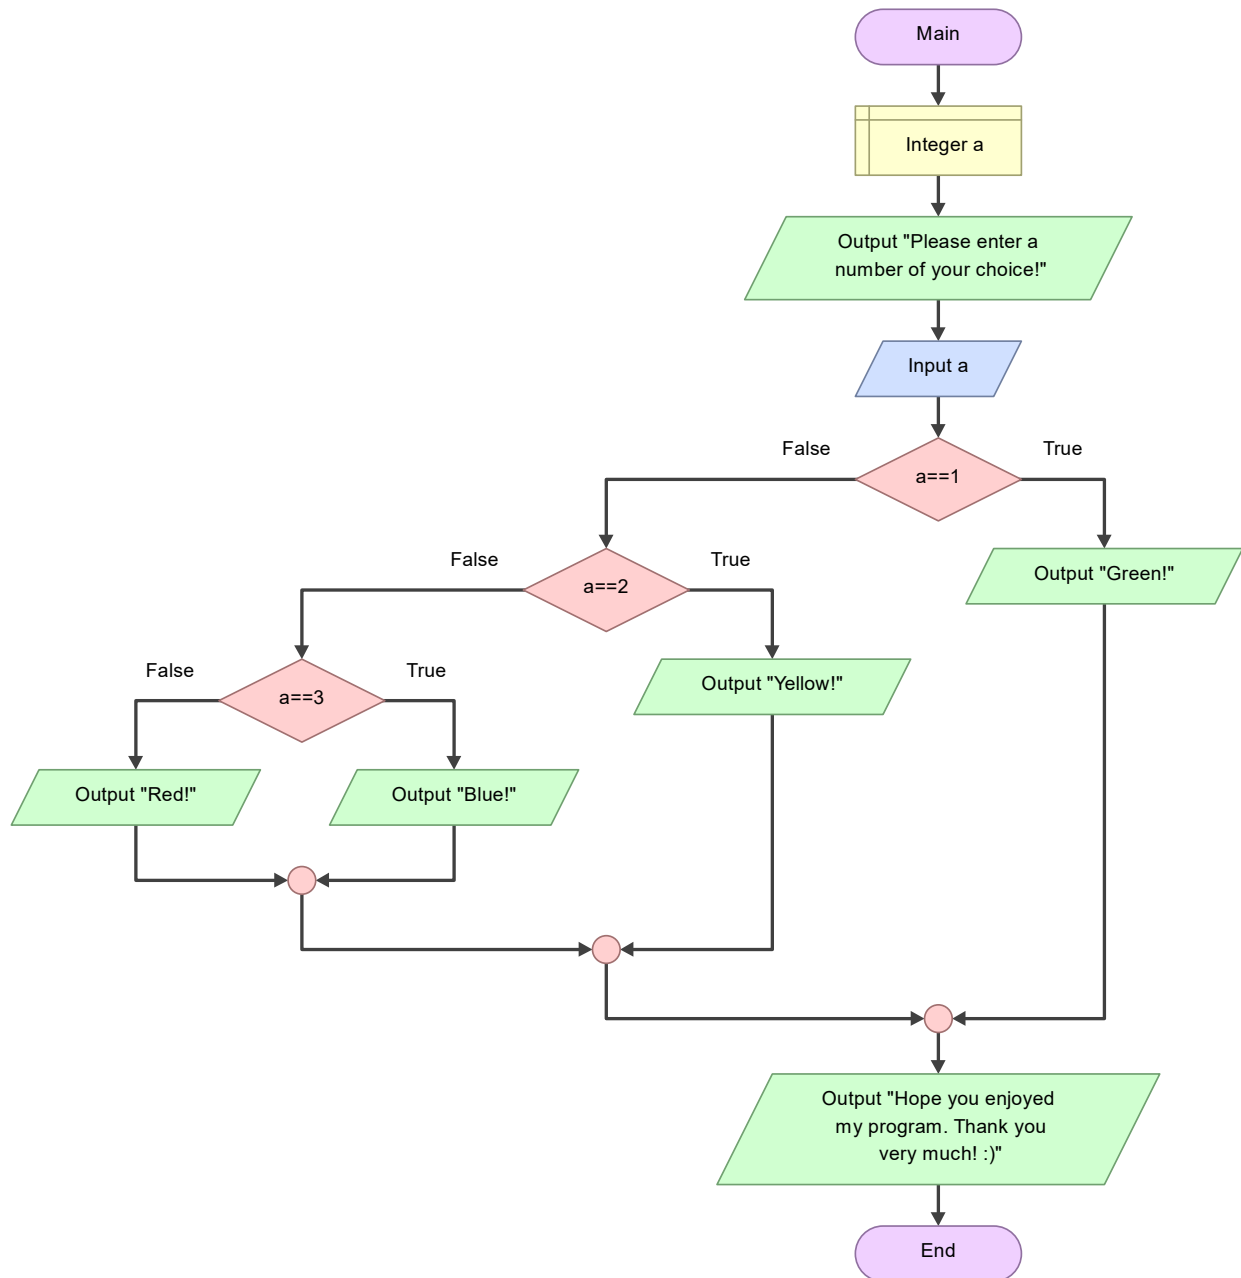 Main
Integer a
Output "Please enter a
number of your choice!"
Input a
False
True
a==1
False
True
a==2
Output "Green!"
False
True
a==3
Output "Yellow!"
Output "Red!"
Output "Blue!"
Output "Hope you enjoyed
my program. Thank you
very much! :)"
End